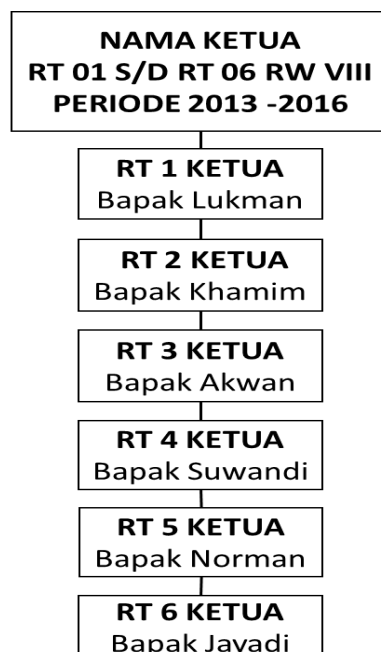 NAMA KETUA
RT 01 S/D RT 06 RW VIII
PERIODE 2013 -2016
RT 1 KETUA
Bapak Lukman
RT 2 KETUA
Bapak Khamim
RT 3 KETUA
Bapak Akwan
RT 4 KETUA
Bapak Suwandi
RT 5 KETUA
Bapak Norman
RT 6 KETUA
Bapak Jayadi